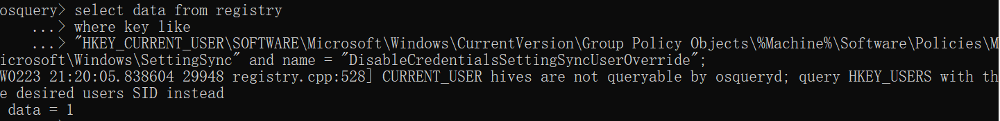 osquery> select data from registry
...> where key like
...> "HKEY_CURRENT_USER\SOFTWARE\Microsoft\Windows\CurrentVersion\Group Policy Objects\%Machine%\Software\Policies\M
icrosoft\Windows\SettingSync" and name = "DisableCredentialsSettingSyncUserOverride";
W0223 21:20:05.838604 29948 registry.cpp:528] CURRENT_USER hives are not queryable by osqueryd; query HKEY_USERS with th
e desired users SID instead
data = 1